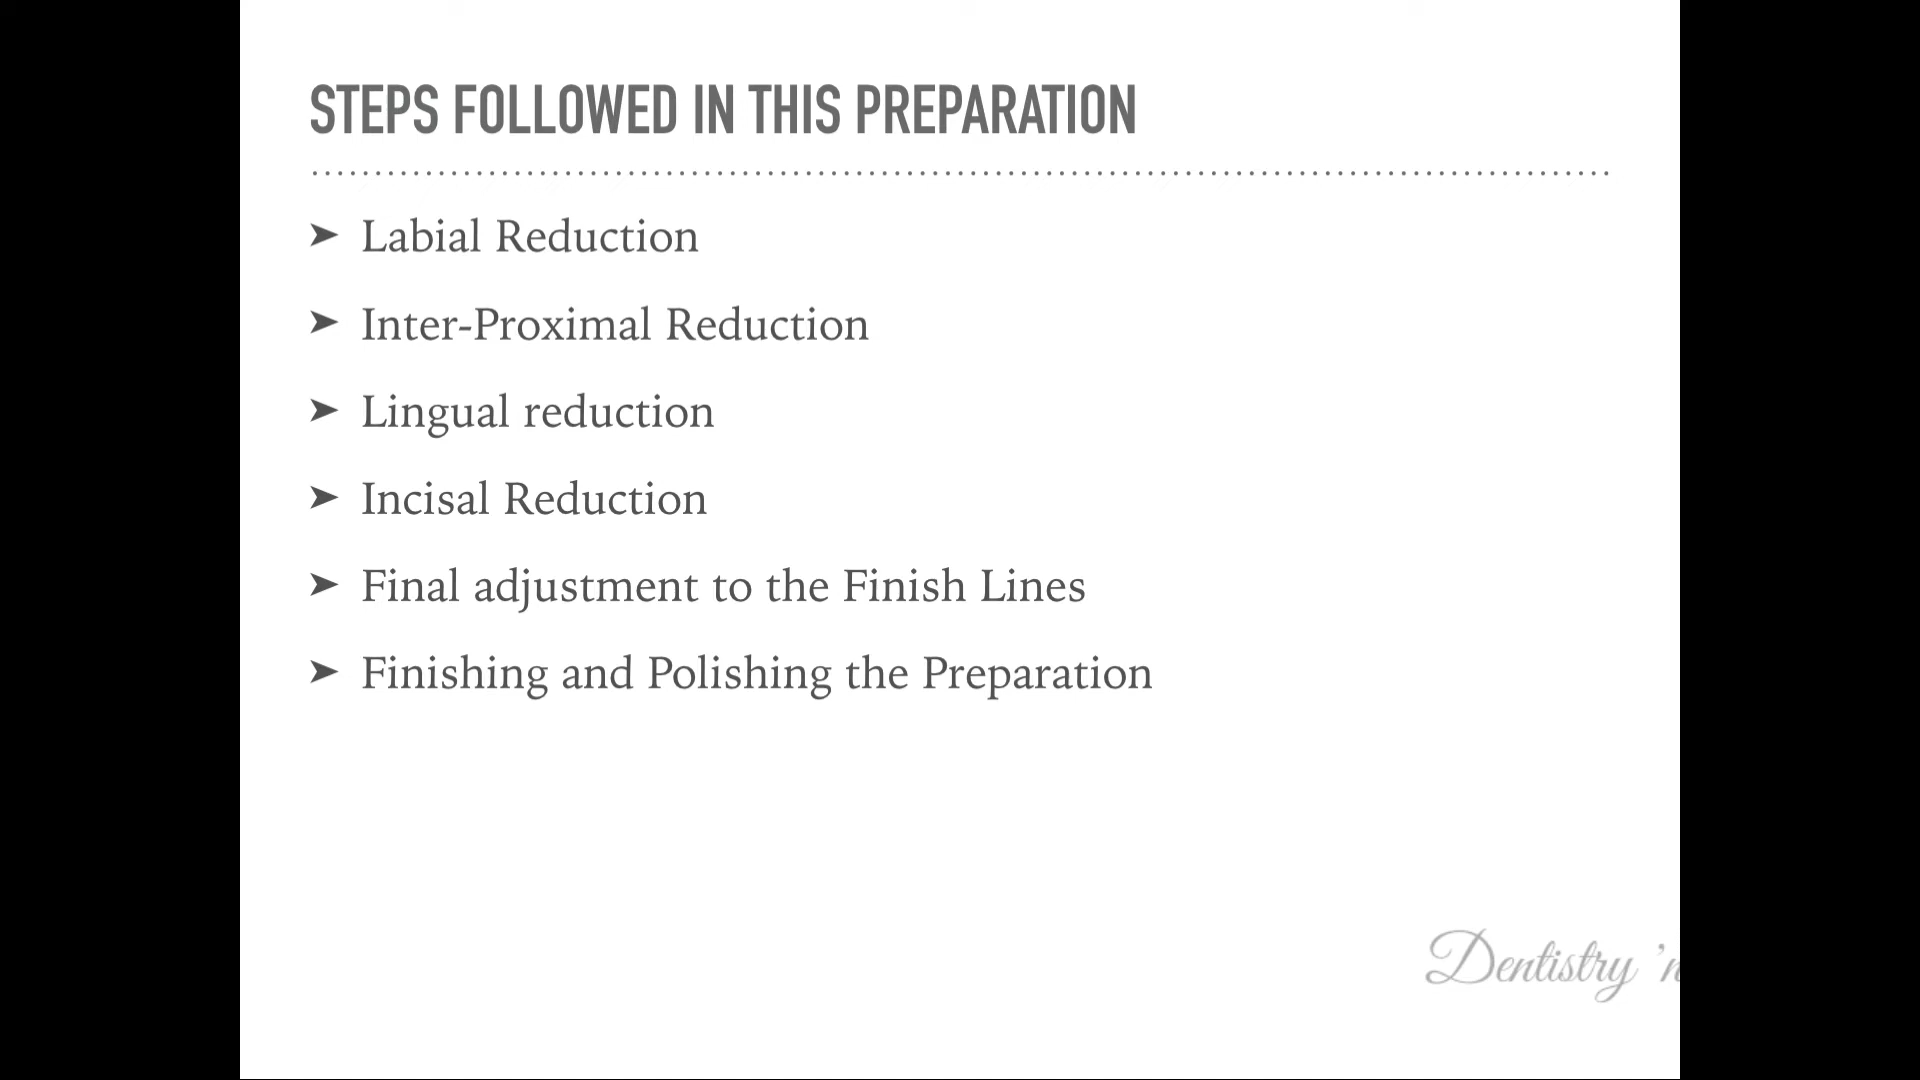 STEPS FOLLOWED IN THIS PREPARATION
➤ Labial Reduction
➤ Inter-Proximal Reduction
➤ Lingual reduction
➤ Incisal Reduction
➤ Final adjustment to the Finish Lines
➤ Finishing and Polishing the Preparation
Dentistry 'n